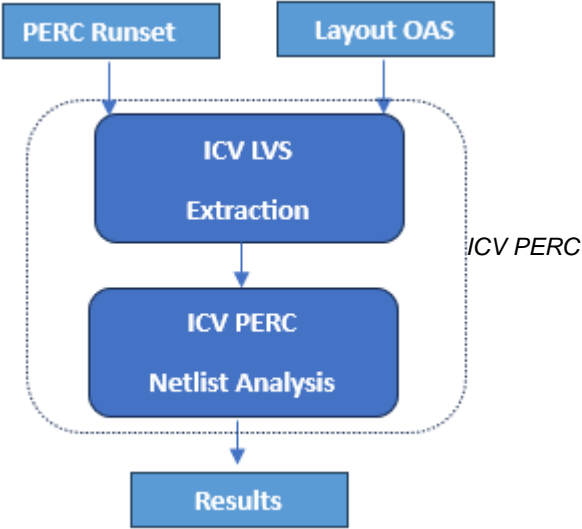 PERC Runset
Layout OAS
ICV LVS
Extraction
ICV PERC
ICV PERC
Netlist Analysis
Results